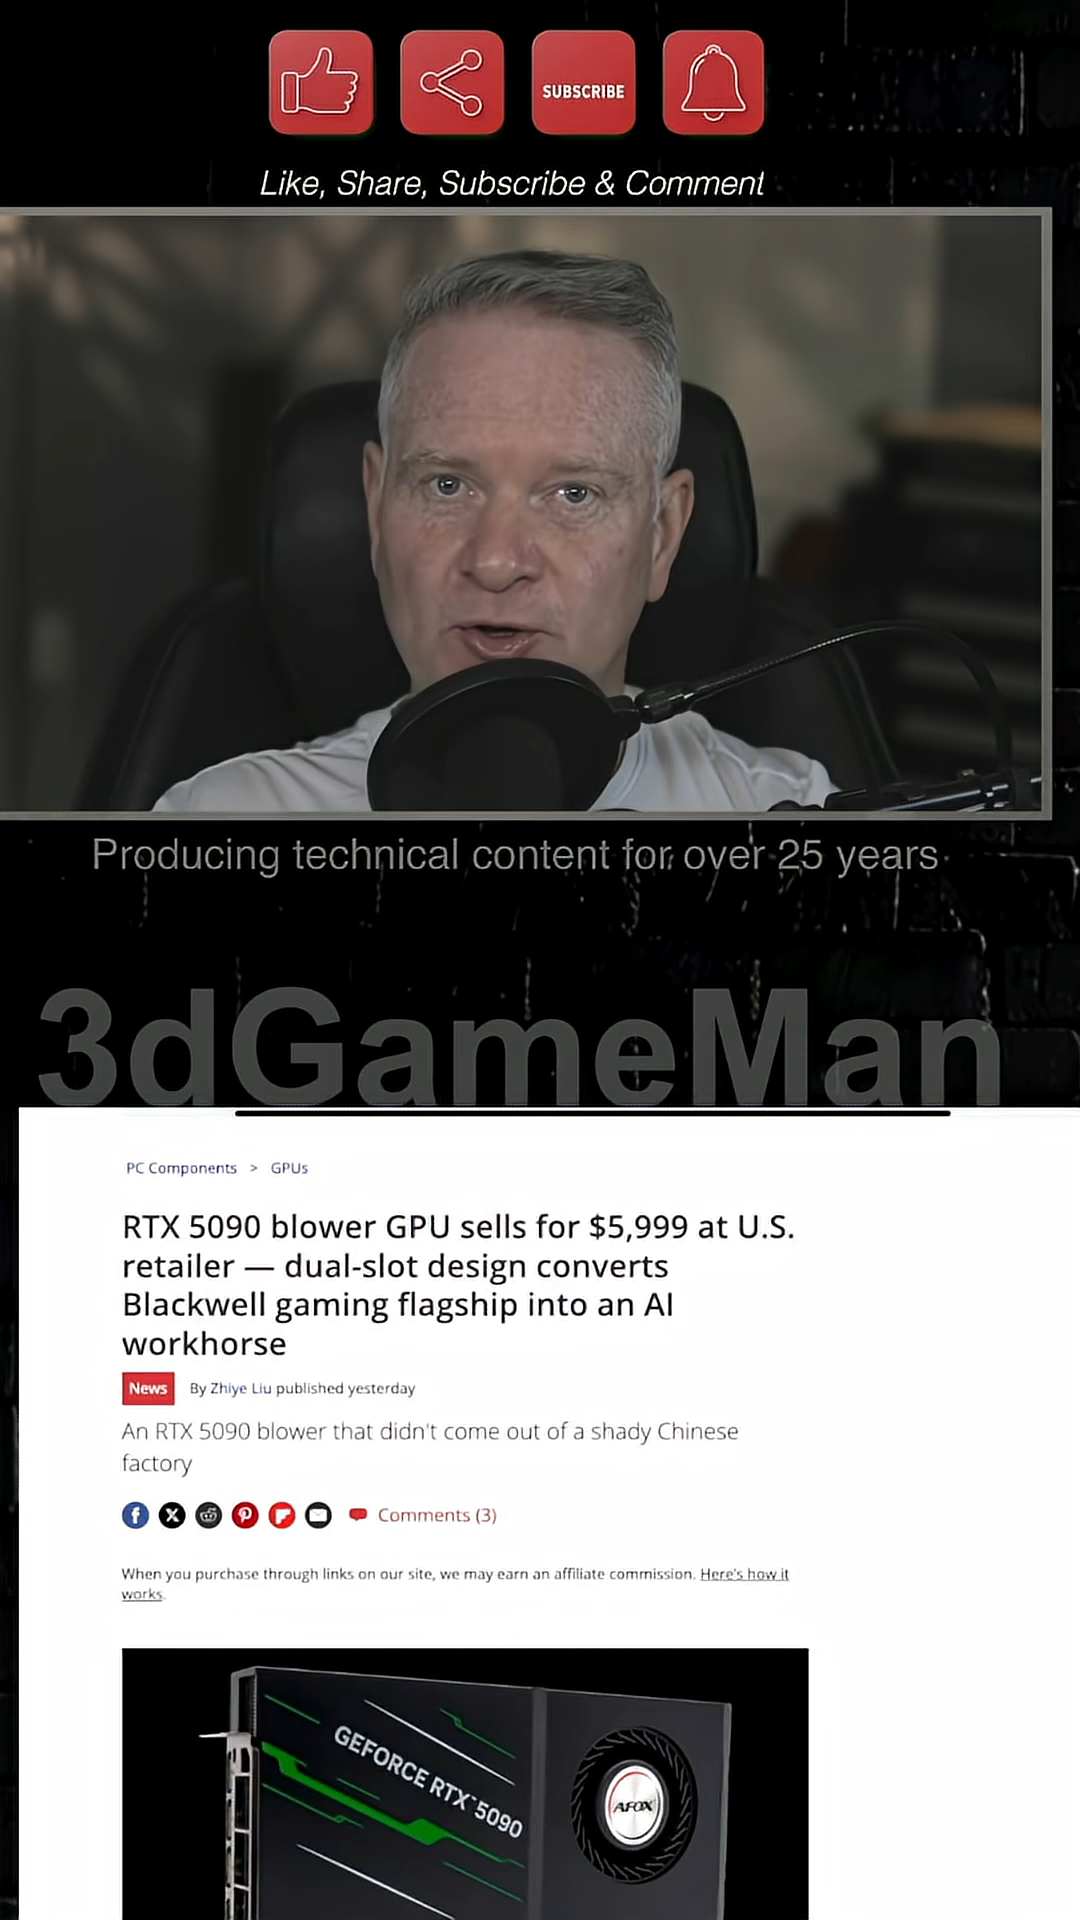 SUBSCRIBE
Like, Share, Subscribe & Comment
Producing technical content for over 25 years
3dGameMan
PC Components > GPUs
RTX 5090 blower GPU sells for $5,999 at U.S.
retailer — dual-slot design converts
Blackwell gaming flagship into an AI
workhorse
News By Zhiye Liu published yesterday
An RTX 5090 blower that didn't come out of a shady Chinese
factory
Comments (3)
When you purchase through links on our site, we may earn an affiliate commission. Here's how it
works.
GEFORCE RTX™ 5090
AFOX